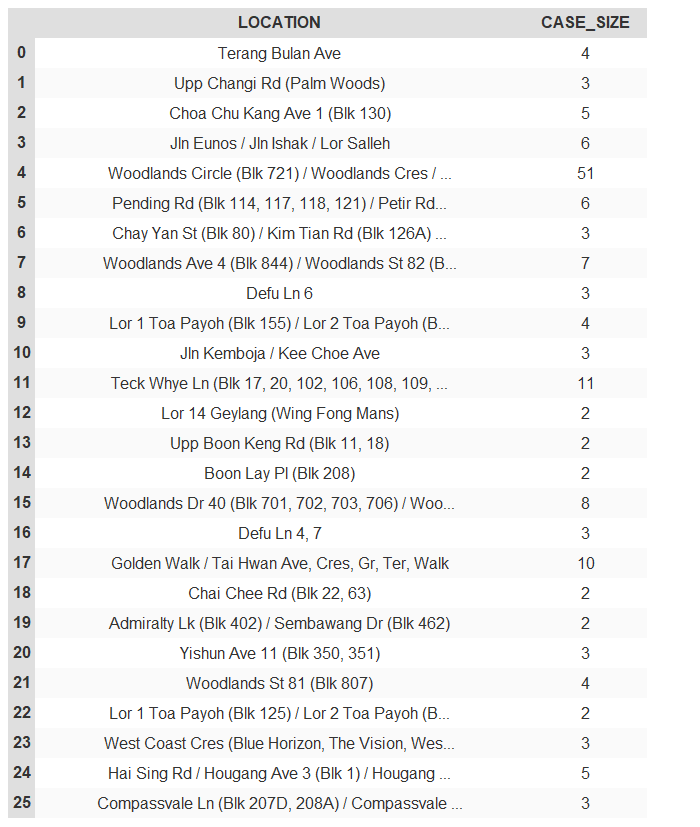 LOCATION CASE_SIZE
0 Terang Bulan Ave 4
1 Upp Changi Rd (Palm Woods) 3
2 Choa Chu Kang Ave 1 (Blk 130) 5
3 Jln Eunos / Jln Ishak / Lor Salleh 6
4 Woodlands Circle (Blk 721) / Woodlands Cres / ... 51
5 Pending Rd (Blk 114, 117, 118, 121) / Petir Rd... 6
6 Chay Yan St (Blk 80) / Kim Tian Rd (Blk 126A) ... 3
7 Woodlands Ave 4 (Blk 844) / Woodlands St 82 (B... 7
8 Defu Ln 6 3
9 Lor 1 Toa Payoh (Blk 155) / Lor 2 Toa Payoh (B... 4
10 Jln Kemboja / Kee Choe Ave 3
11 Teck Whye Ln (Blk 17, 20, 102, 106, 108, 109, ... 11
12 Lor 14 Geylang (Wing Fong Mans) 2
13 Upp Boon Keng Rd (Blk 11, 18) 2
14 Boon Lay Pl (Blk 208) 2
15 Woodlands Dr 40 (Blk 701, 702, 703, 706) / Woo... 8
16 Defu Ln 4, 7 3
17 Golden Walk / Tai Hwan Ave, Cres, Gr, Ter, Walk 10
18 Chai Chee Rd (Blk 22, 63) 2
19 Admiralty Lk (Blk 402) / Sembawang Dr (Blk 462) 2
20 Yishun Ave 11 (Blk 350, 351) 3
21 Woodlands St 81 (Blk 807) 4
22 Lor 1 Toa Payoh (Blk 125) / Lor 2 Toa Payoh (B... 2
23 West Coast Cres (Blue Horizon, The Vision, Wes... 3
24 Hai Sing Rd / Hougang Ave 3 (Blk 1) / Hougang ... 5
25 Compassvale Ln (Blk 207D, 208A) / Compassvale ... 3